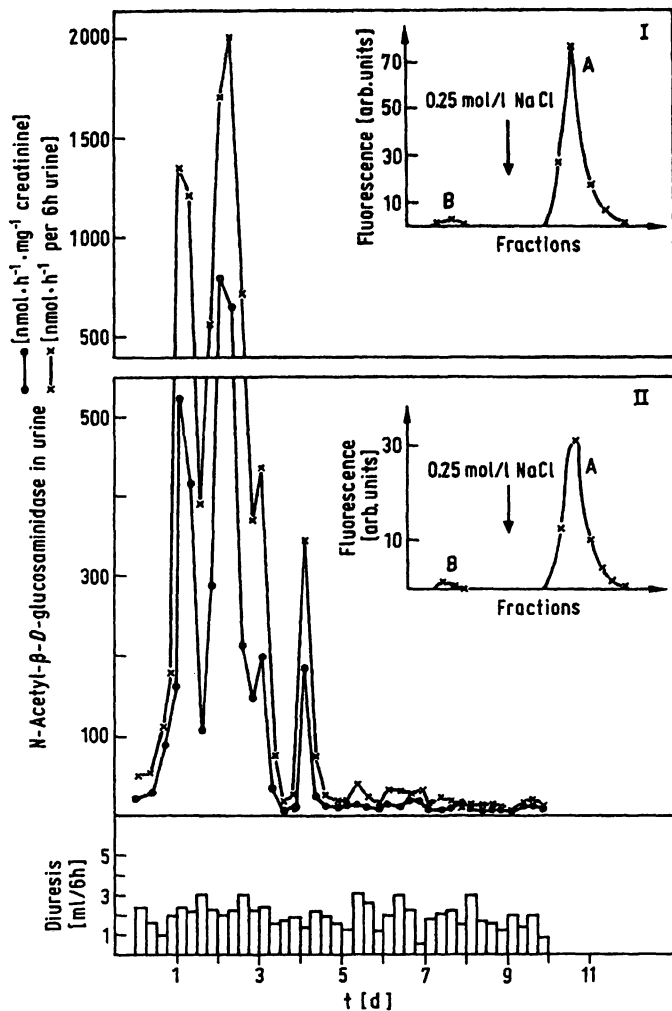 N-Acetyl-β-D-glucosaminidase in urine
●—●[nmol·h⁻¹·mg⁻¹ creatinine]
×—×[nmol·h⁻¹ per 6h urine]
2000
1500
1000
500
I
Fluorescence [arb.units]
70
50
30
10
0.25 mol/l NaCl
A
B
Fractions
500
300
100
II
Fluorescence
[arb. units]
30
10
0.25 mol/l NaCl
A
B
Fractions
Diuresis
[ml/6h]
5
3
1
1 3 5 7 9 11
t [d]